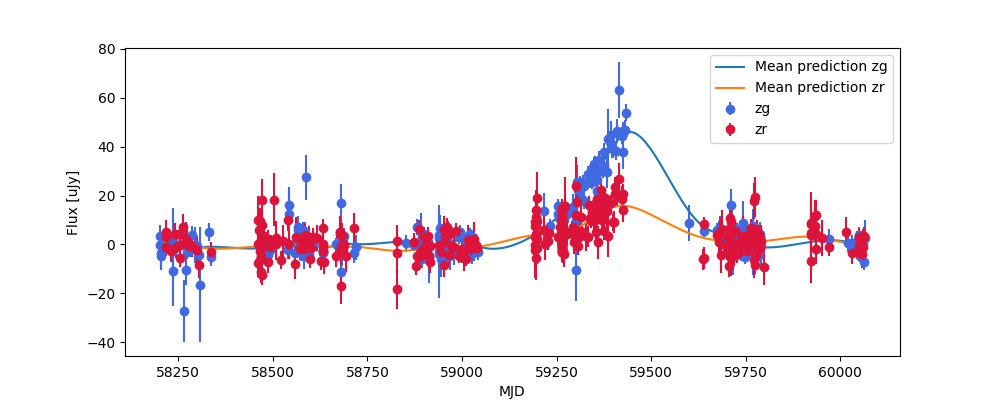 80
60
40
20
0
−20
−40
Flux [uJy]
58250
58500
58750
59000
59250
59500
59750
60000
MJD
Mean prediction zg
Mean prediction zr
zg
zr